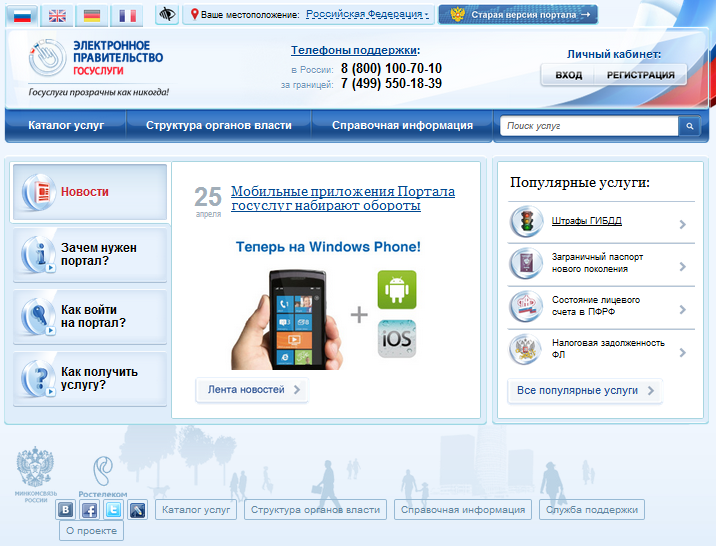 Ваше местоположение: Российская Федерация
Старая версия портала →
ЭЛЕКТРОННОЕ
ПРАВИТЕЛЬСТВО
ГОСУСЛУГИ
Госуслуги прозрачны как никогда!
Телефоны поддержки:
в России: 8 (800) 100-70-10
за границей: 7 (499) 550-18-39
Личный кабинет:
ВХОД РЕГИСТРАЦИЯ
Каталог услуг Структура органов власти Справочная информация Поиск услуг
Новости
Зачем нужен
портал?
Как войти
на портал?
Как получить
услугу?
25
апреля
Мобильные приложения Портала
госуслуг набирают обороты
Теперь на Windows Phone!
+
iOS
Лента новостей
Популярные услуги:
Штрафы ГИБДД
Заграничный паспорт
нового поколения
Состояние лицевого
счета в ПФРФ
Налоговая задолженность
ФЛ
Все популярные услуги
МИНКОМСВЯЗЬ
РОССИИ
Ростелеком
Каталог услуг Структура органов власти Справочная информация Служба поддержки
О проекте